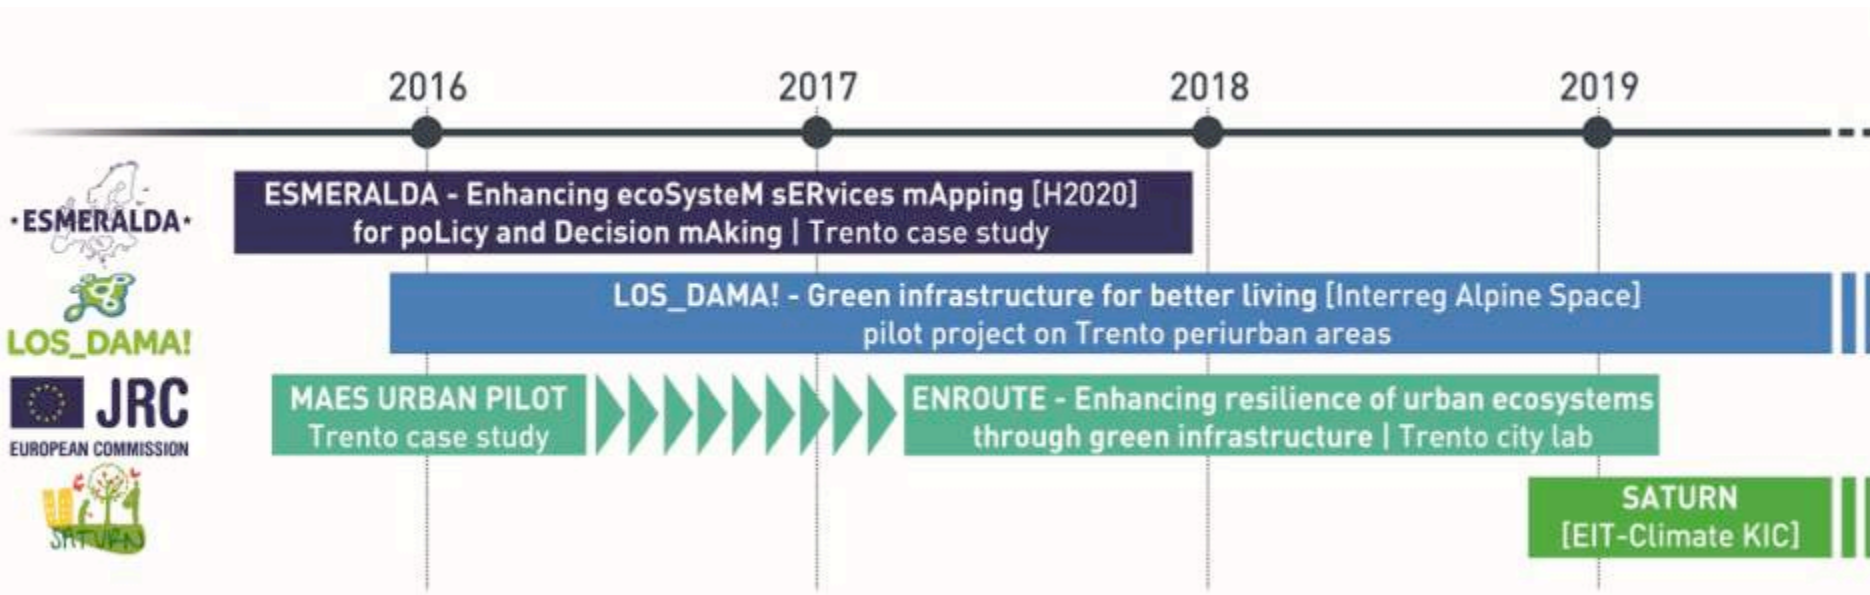 2016 2017 2018 2019
·ESMERALDA·
ESMERALDA - Enhancing ecoSysteM sERvices mApping [H2020]
for poLicy and Decision mAking | Trento case study
LOS_DAMA!
LOS_DAMA! - Green infrastructure for better living [Interreg Alpine Space]
pilot project on Trento periurban areas
JRC
EUROPEAN COMMISSION
MAES URBAN PILOT
Trento case study
ENROUTE - Enhancing resilience of urban ecosystems
through green infrastructure | Trento city lab
SATURN
SATURN
[EIT-Climate KIC]